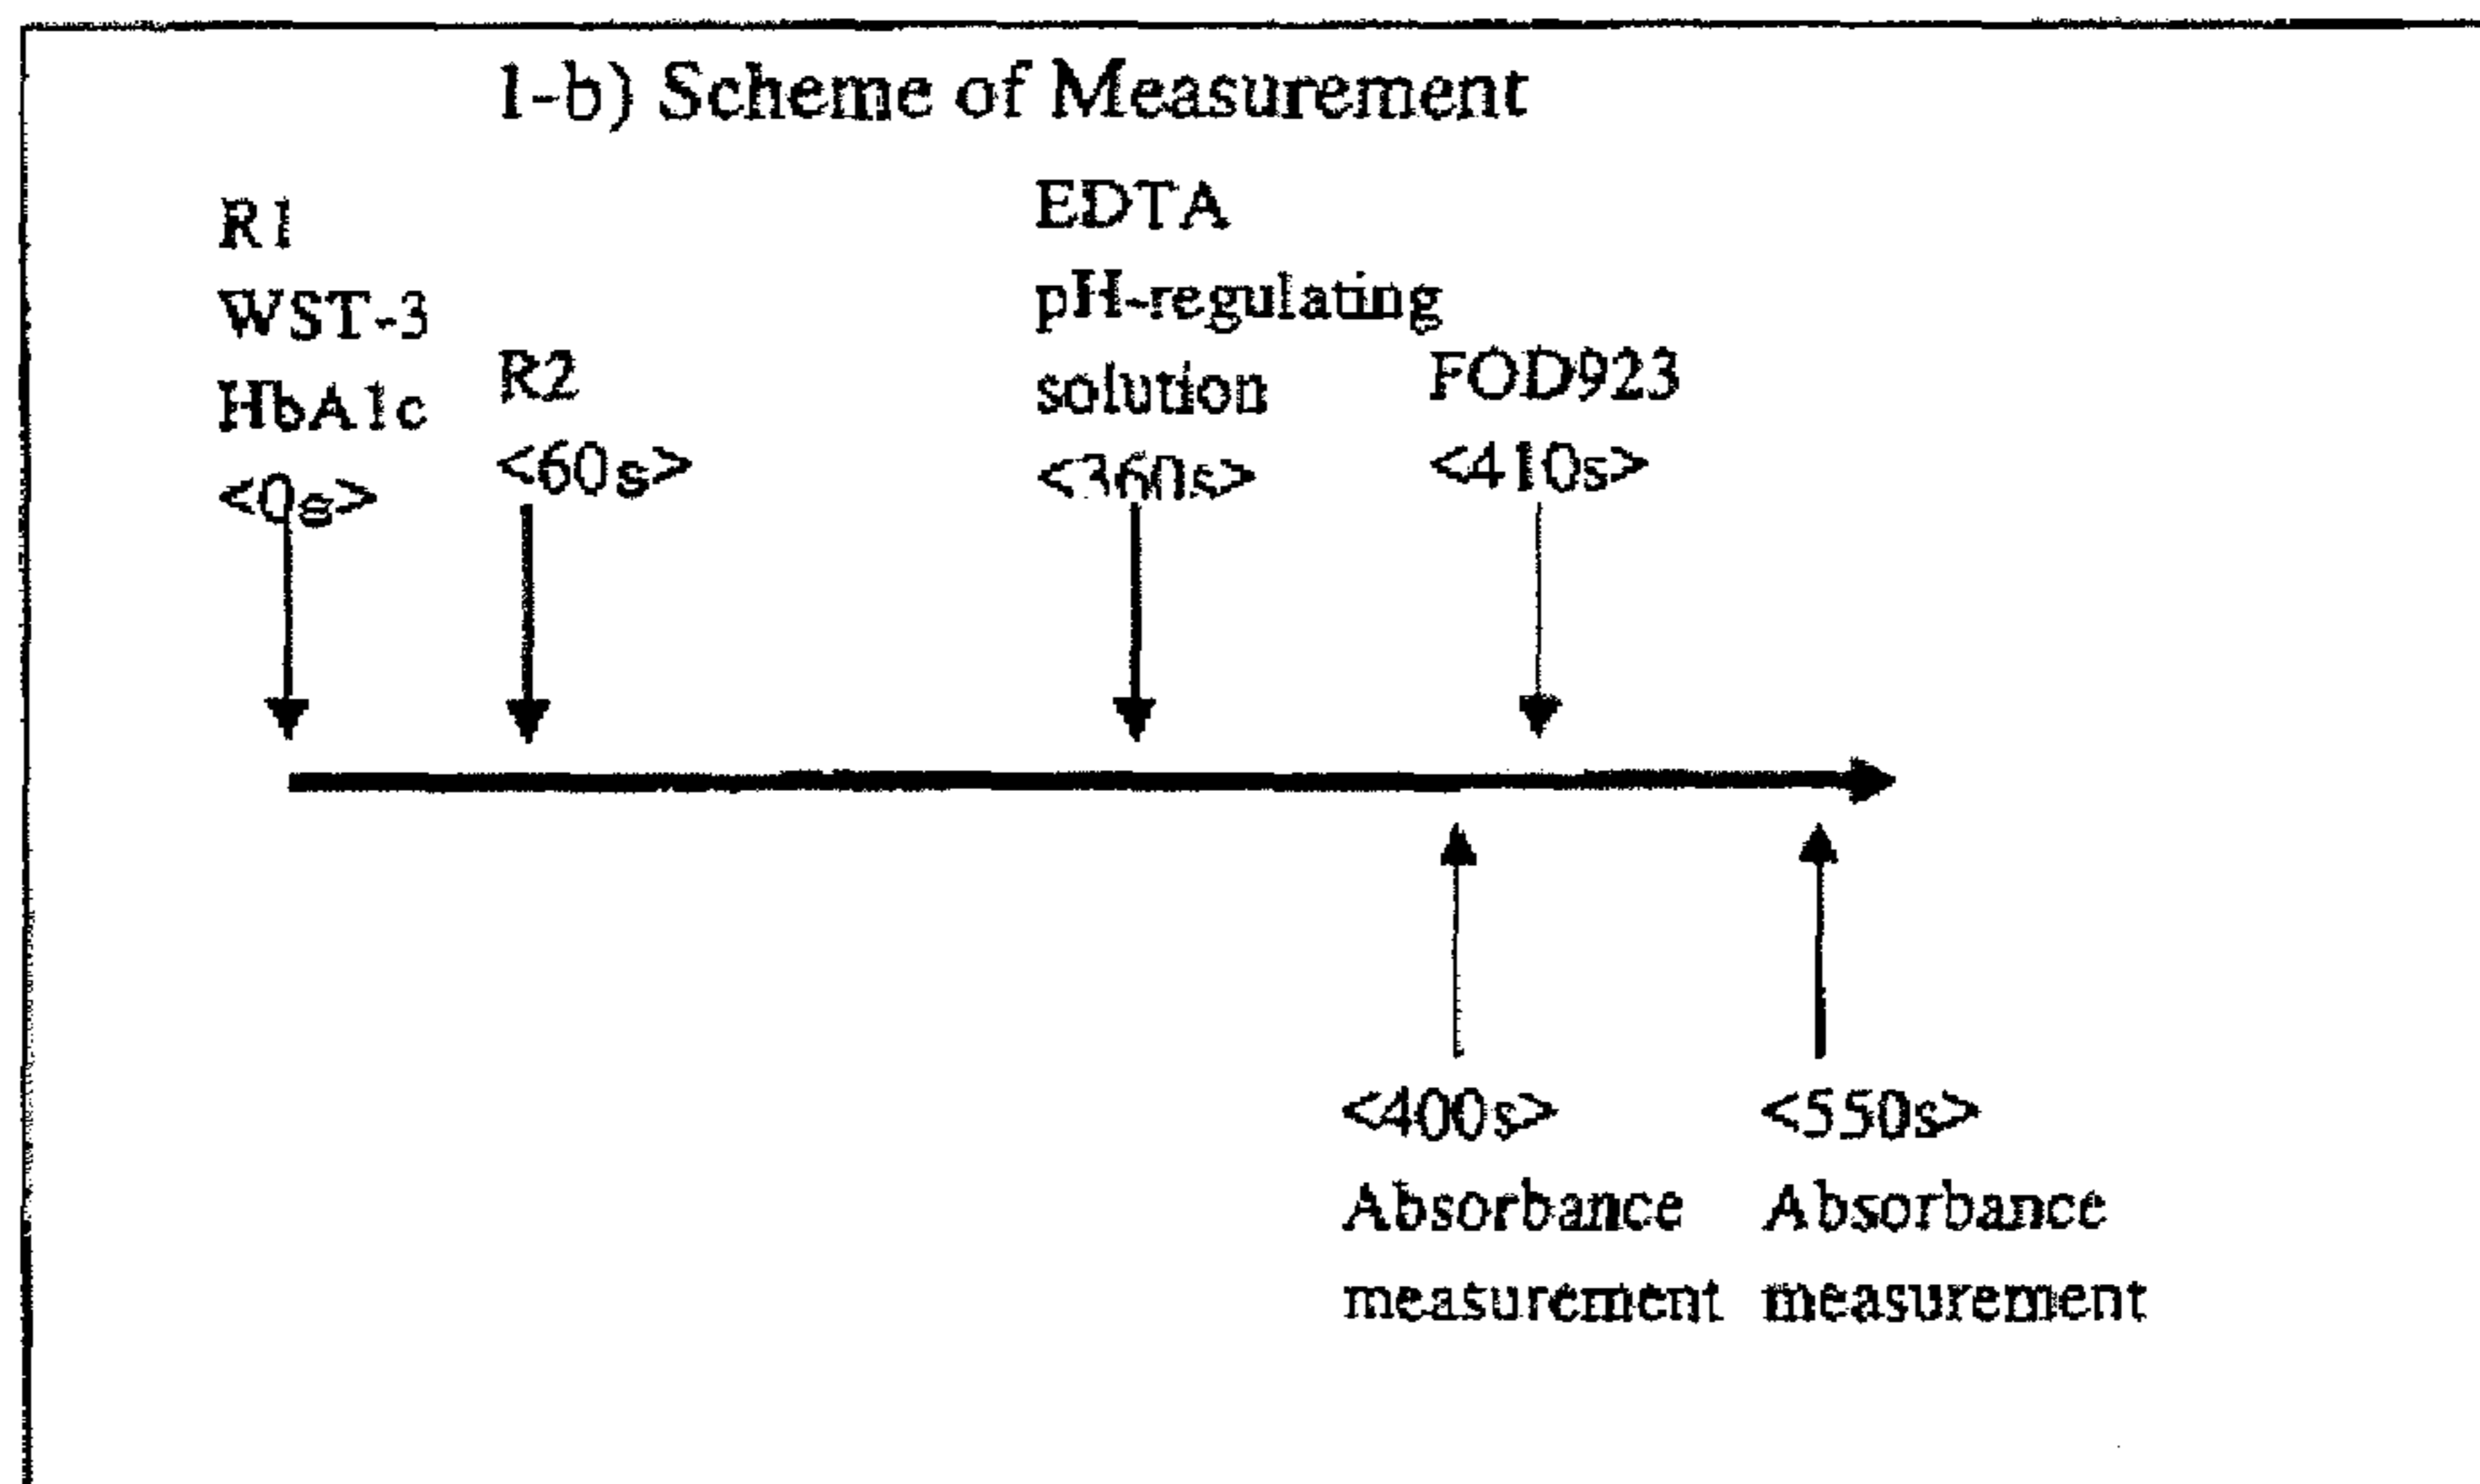 1-b) Scheme of Measurement
R1
WST-3
HbA1c
<0s>
R2
<60s>
EDTA
pH-regulating
solution
<360s>
FOD923
<410s>
<400s>
Absorbance
measurement
<550s>
Absorbance
measurement